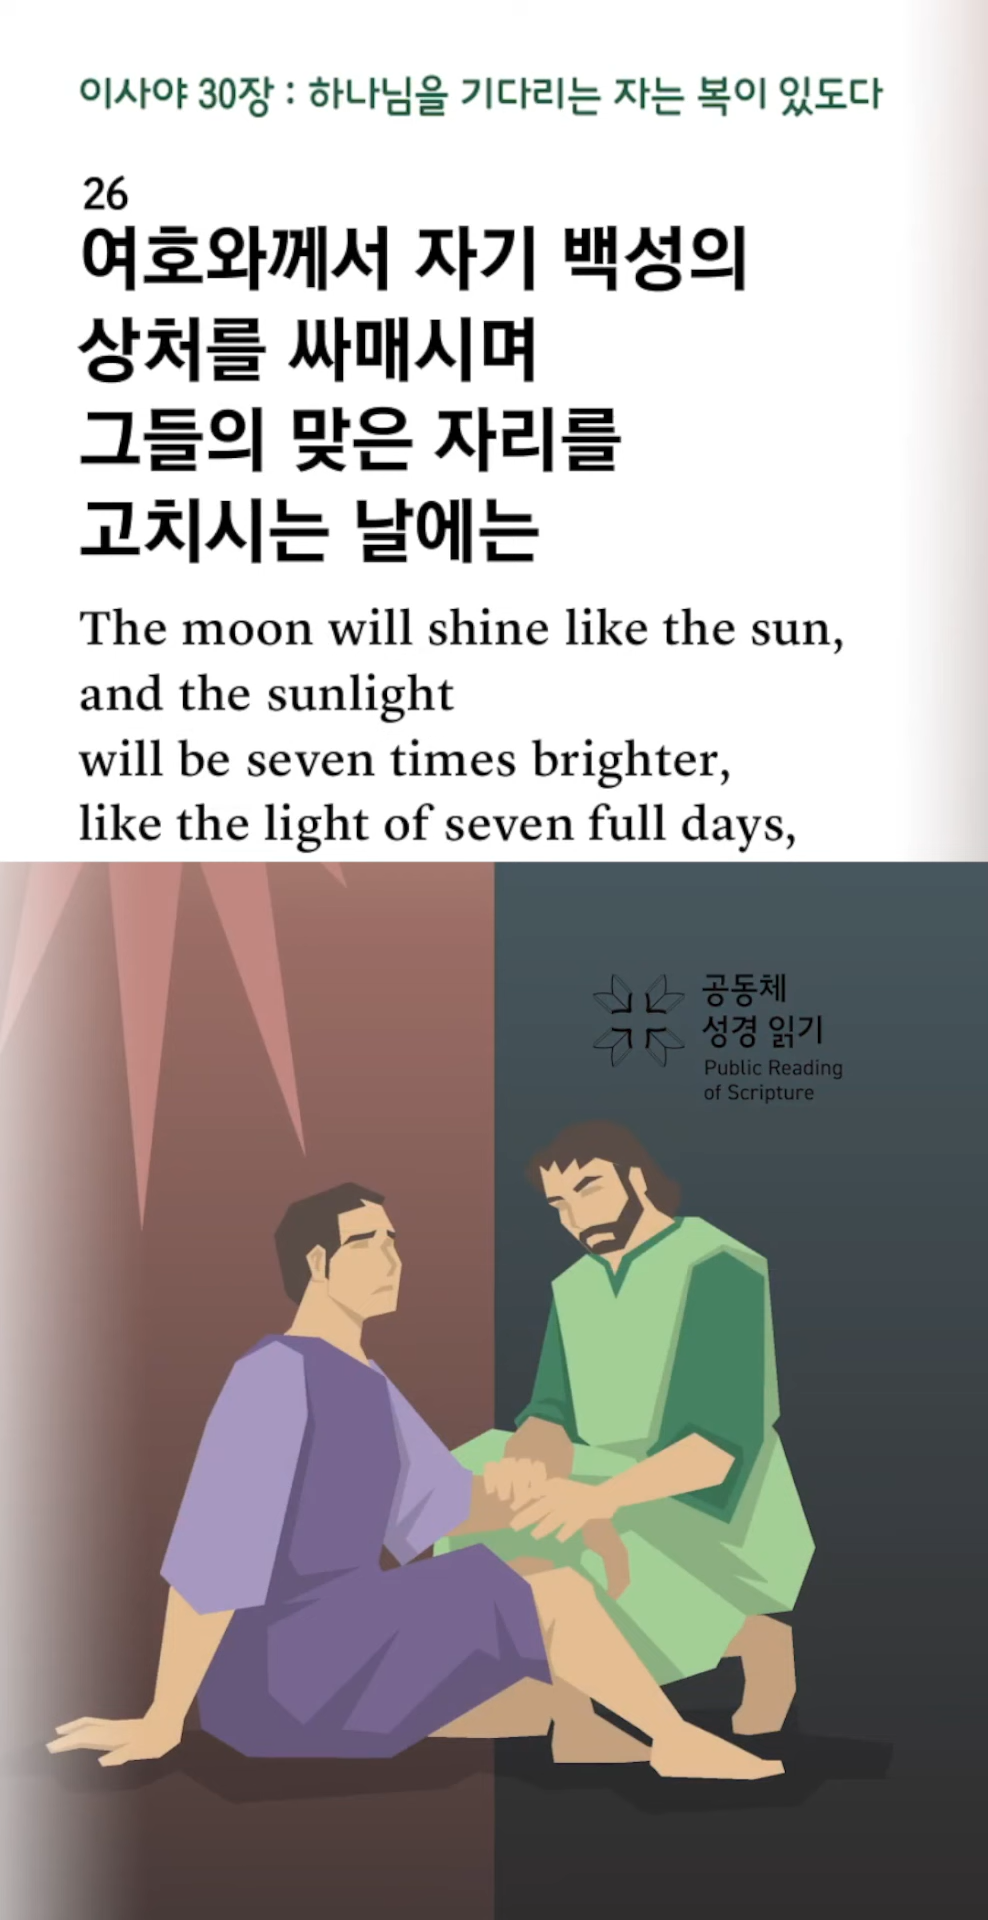 이사야 30장 : 하나님을 기다리는 자는 복이 있도다
26
여호와께서 자기 백성의
상처를 싸매시며
그들의 맞은 자리를
고치시는 날에는
The moon will shine like the sun,
and the sunlight
will be seven times brighter,
like the light of seven full days,
공동체
성경 읽기
Public Reading
of Scripture